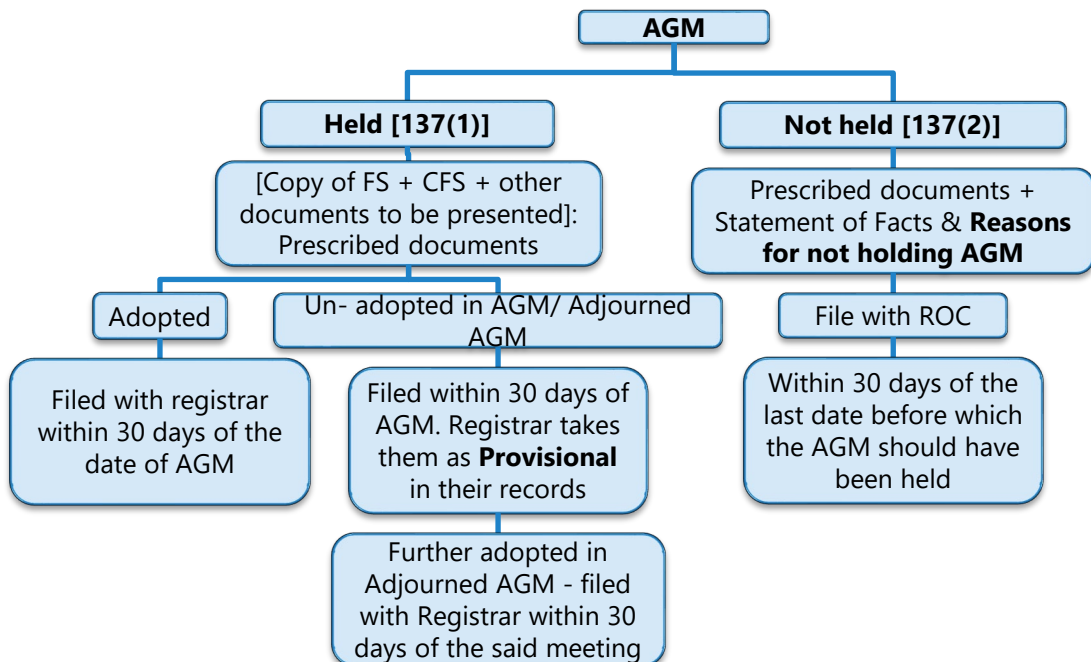 AGM
Held [137(1)]
Not held [137(2)]
[Copy of FS + CFS + other
documents to be presented]:
Prescribed documents
Prescribed documents +
Statement of Facts & Reasons
for not holding AGM
Adopted
Un- adopted in AGM/ Adjourned
AGM
File with ROC
Filed with registrar
within 30 days of the
date of AGM
Filed within 30 days of
AGM. Registrar takes
them as Provisional
in their records
Within 30 days of the
last date before which
the AGM should have
been held
Further adopted in
Adjourned AGM - filed
with Registrar within 30
days of the said meeting